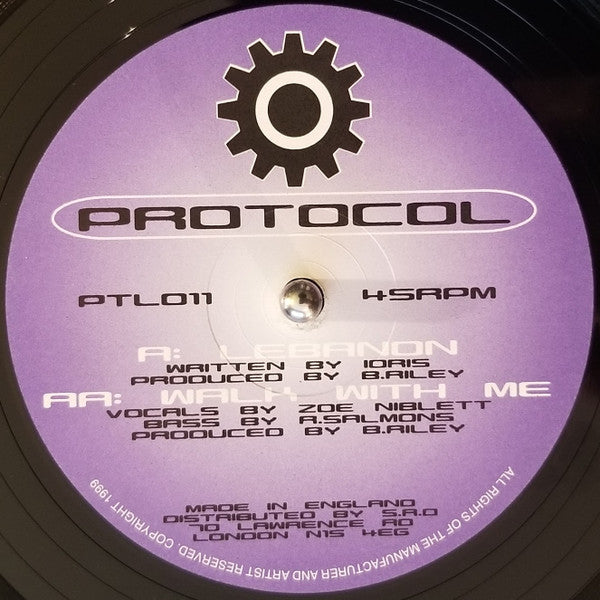 PROTOCOL
PTL011 45RPM
A: LEBANON
WRITTEN BY IDRIS
PRODUCED BY B.RILEY
AA: WALK WITH ME
VOCALS BY ZOE NIBLETT
BASS BY A.SALMONS
PRODUCED BY B.RILEY
MADE IN ENGLAND
DISTRIBUTED BY S.R.D
70 LAWRENCE RD
LONDON N15 4EG
ALL RIGHTS OF THE MANUFACTURER AND ARTIST RESERVED COPYRIGHT 1999